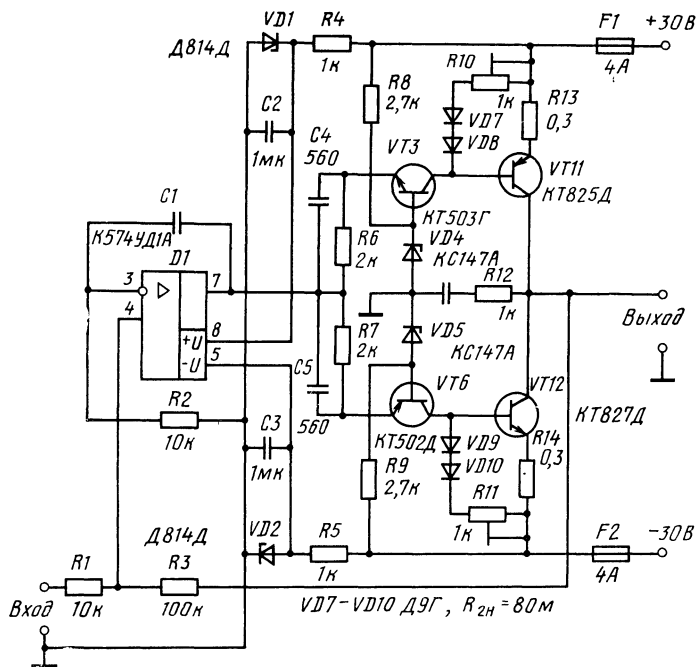 VD1
R4
F1
+30В
Д814Д
1к
4А
R10
R8
2,7к
1к
R13
0,3
C2
1мк
C4
560
VD7
VD8
VT3
VT11
КТ825Д
C1
К574УД1А
D1
КТ503Г
R6
2к
VD4
КС147А
3
4
7
8
+U
-U
5
R12
1к
Выход
R7
2к
VD5
КС147А
C5
560
VT6
VT12
КТ827Д
R2
10к
C3
1мк
КТ502Д
VD9
VD10
R14
0,3
R9
2,7к
R11
1к
Д814Д
VD2
R5
1к
F2
4А
−30В
R1
10к
R3
100к
Вход
VD7−VD10 Д9Г, R2н = 80м